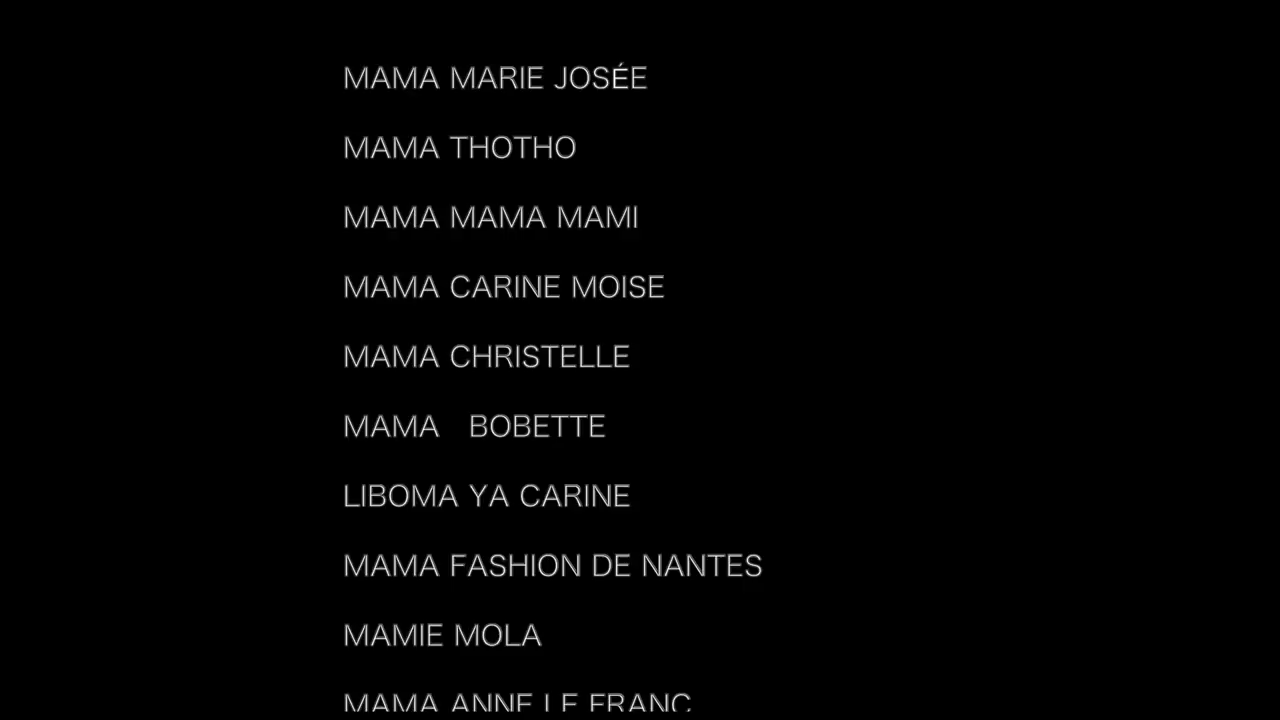 MAMA MARIE JOSÉE
MAMA THOTHO
MAMA MAMA MAMI
MAMA CARINE MOISE
MAMA CHRISTELLE
MAMA BOBETTE
LIBOMA YA CARINE
MAMA FASHION DE NANTES
MAMIE MOLA
MAMA ANNE LE FRANC